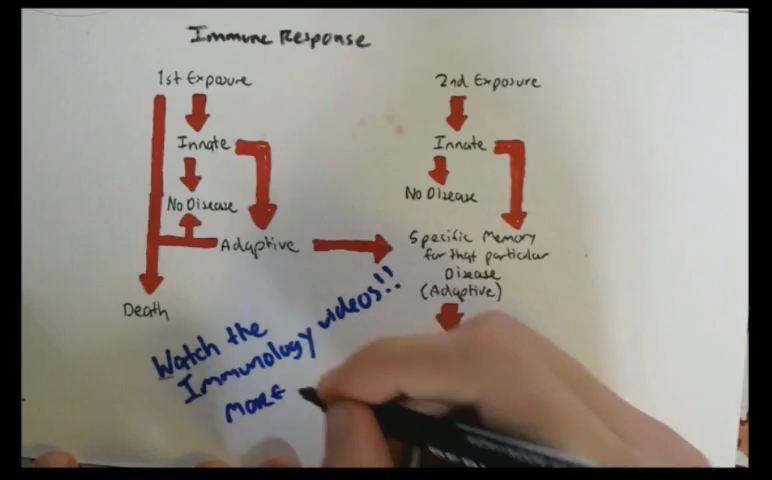 Immune Response
1st Exposure
2nd Exposure
Innate
Innate
No Disease
No Disease
Adaptive
Specific Memory
for that particular
Disease
(Adaptive)
Death
Watch the
Immunology videos!!
more